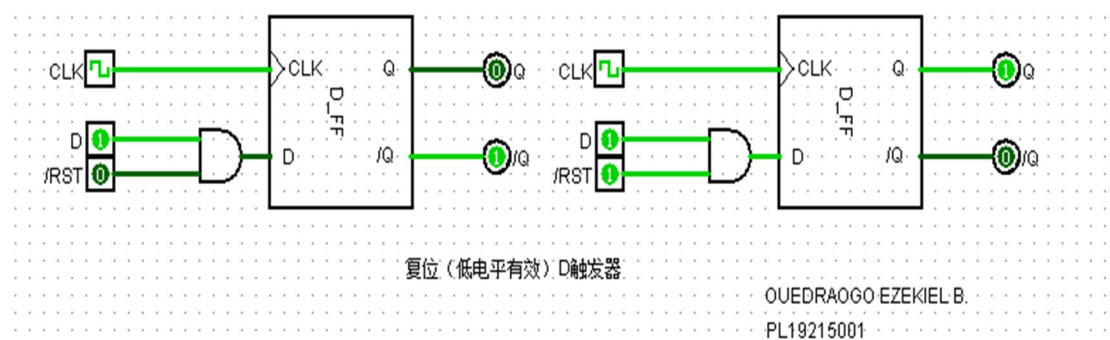 CLK CLK Q 0 Q CLK CLK Q 1 Q
D_FF D_FF
D 1 D /Q 1 /Q D 1 D /Q 0 /Q
/RST 0 /RST 1
复位（低电平有效）D触发器
OUEDRAOGO EZEKIEL B.
PL19215001